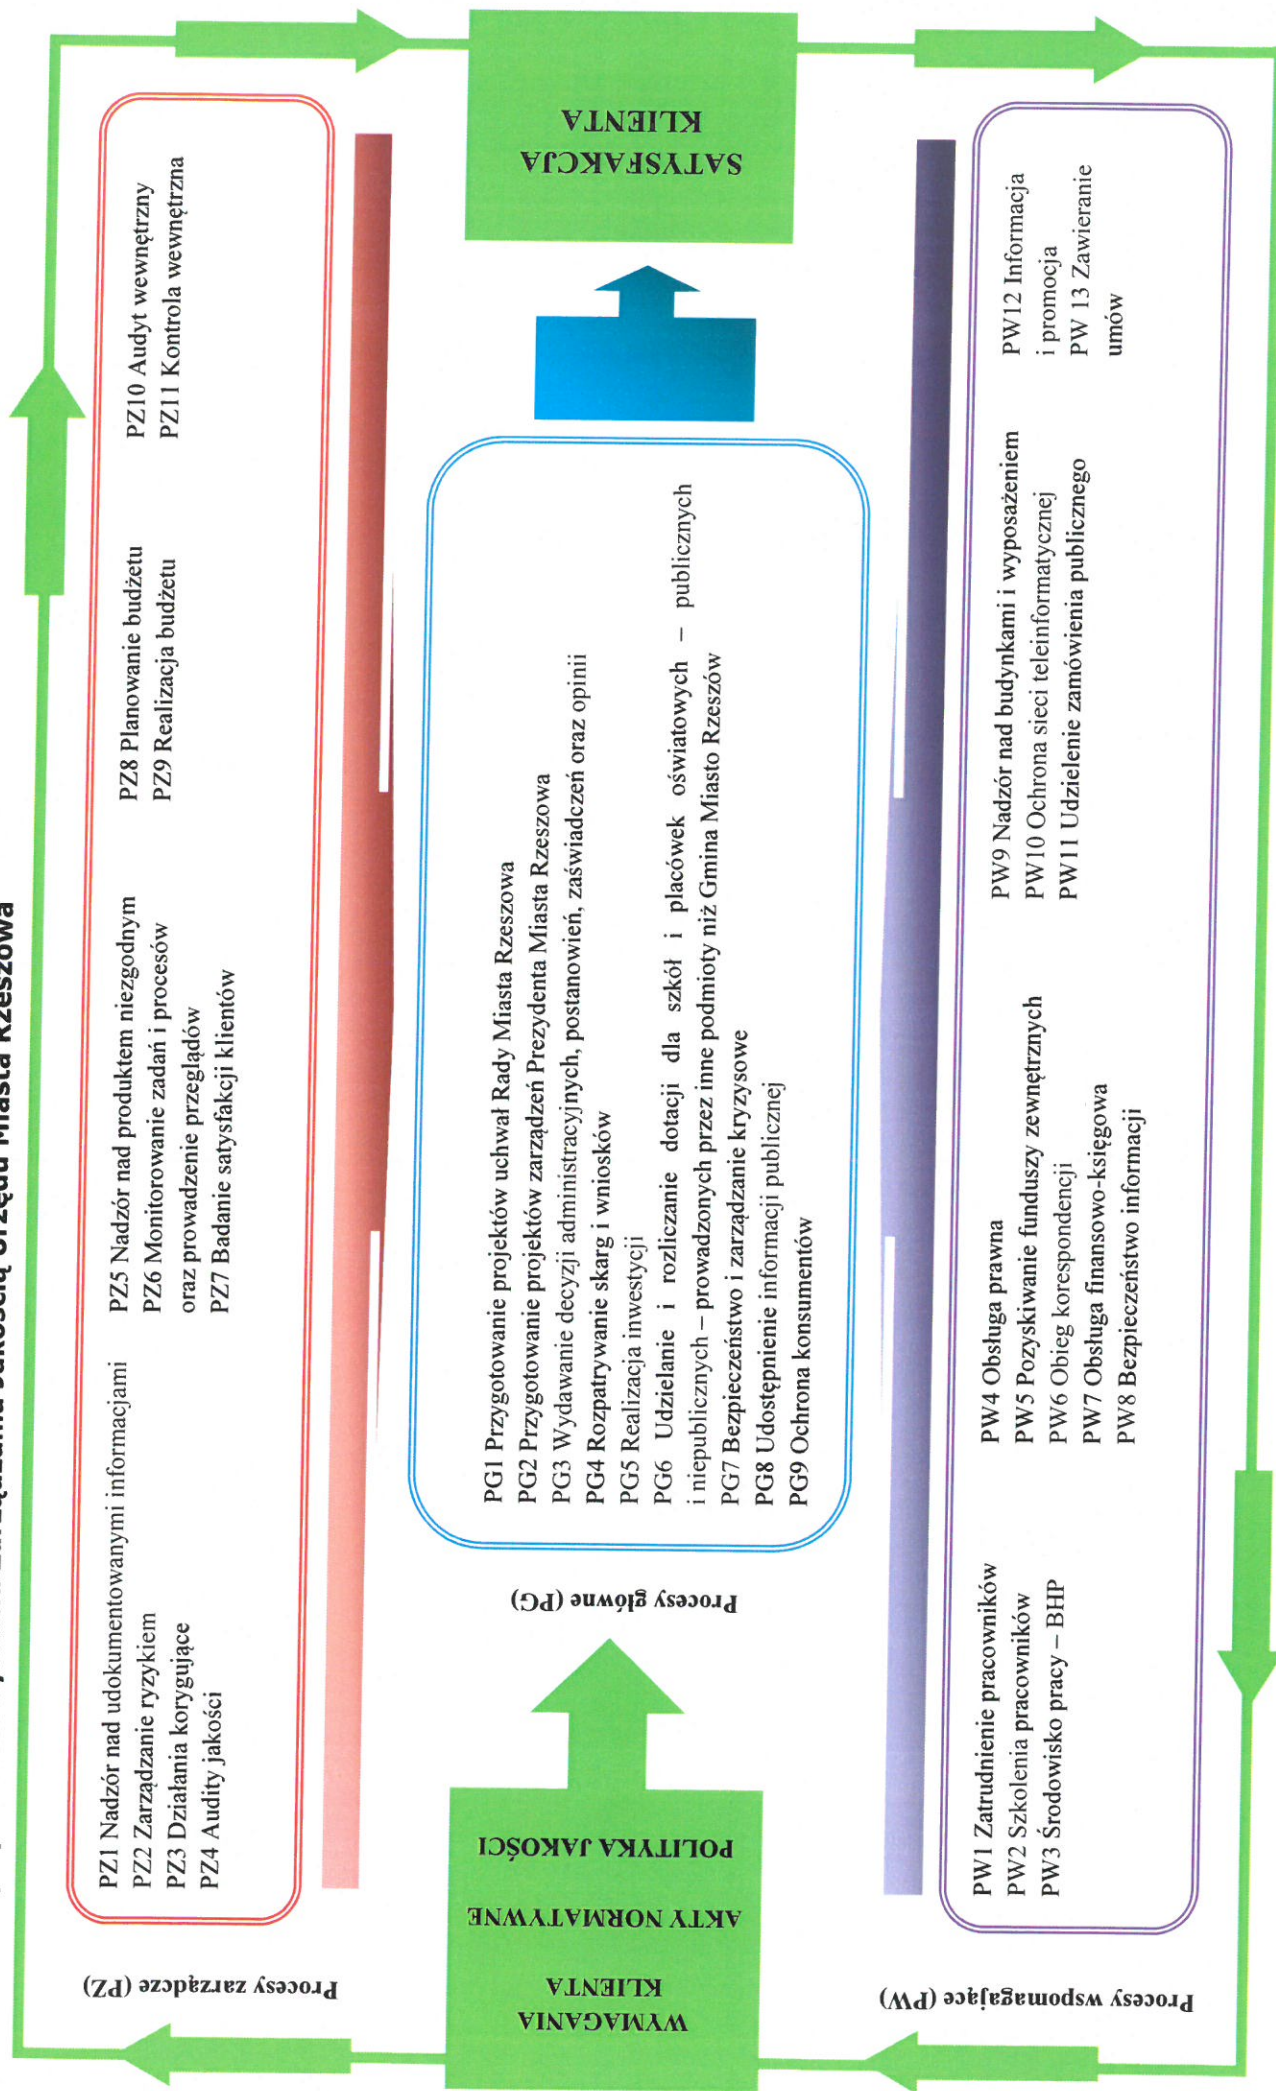 Zarządzania Jakością Urzędu Miasta Rzeszowa
Procesy zarządcze (PZ)
PZ1 Nadzór nad udokumentowanymi informacjami
PZ2 Zarządzanie ryzykiem
PZ3 Działania korygujące
PZ4 Audity jakości
PZ5 Nadzór nad produktem niezgodnym
PZ6 Monitorowanie zadań i procesów
oraz prowadzenie przeglądów
PZ7 Badanie satysfakcji klientów
PZ8 Planowanie budżetu
PZ9 Realizacja budżetu
PZ10 Audyt wewnętrzny
PZ11 Kontrola wewnętrzna
WYMAGANIA
KLIENTA
AKTY NORMATYWNE
POLITYKA JAKOŚCI
Procesy główne (PG)
PG1 Przygotowanie projektów uchwał Rady Miasta Rzeszowa
PG2 Przygotowanie projektów zarządzeń Prezydenta Miasta Rzeszowa
PG3 Wydawanie decyzji administracyjnych, postanowień, zaświadczeń oraz opinii
PG4 Rozpatrywanie skarg i wniosków
PG5 Realizacja inwestycji
PG6 Udzielanie i rozliczanie dotacji dla szkół i placówek oświatowych – publicznych
i niepublicznych – prowadzonych przez inne podmioty niż Gmina Miasto Rzeszów
PG7 Bezpieczeństwo i zarządzanie kryzysowe
PG8 Udostępnienie informacji publicznej
PG9 Ochrona konsumentów
SATYSFAKCJA
KLIENTA
Procesy wspomagające (PW)
PW1 Zatrudnienie pracowników
PW2 Szkolenia pracowników
PW3 Środowisko pracy – BHP
PW4 Obsługa prawna
PW5 Pozyskiwanie funduszy zewnętrznych
PW6 Obieg korespondencji
PW7 Obsługa finansowo-księgowa
PW8 Bezpieczeństwo informacji
PW9 Nadzór nad budynkami i wyposażeniem
PW10 Ochrona sieci teleinformatycznej
PW11 Udzielenie zamówienia publicznego
PW12 Informacja
i promocja
PW 13 Zawieranie
umów